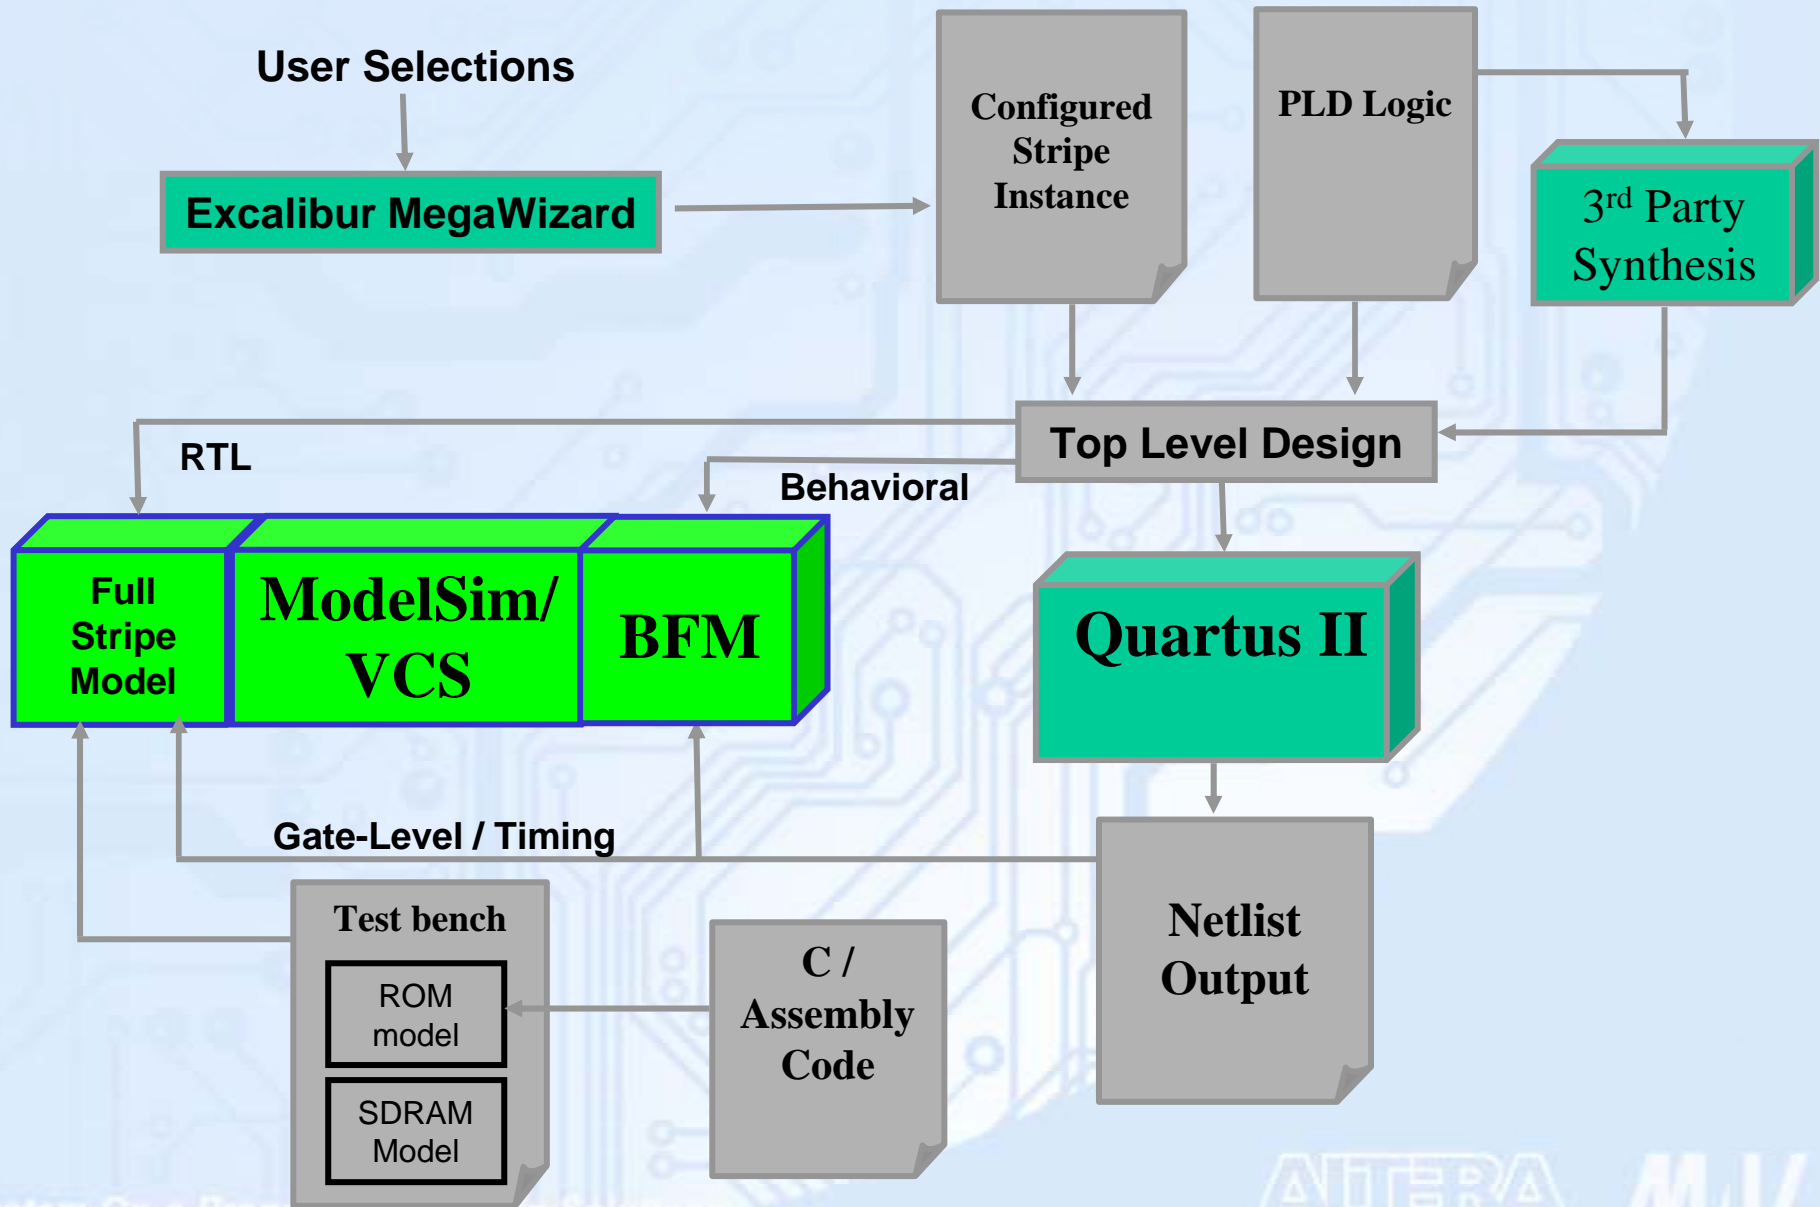 User Selections
Excalibur MegaWizard
Configured
Stripe
Instance
PLD Logic
3rd Party
Synthesis
Top Level Design
RTL
Behavioral
Full
Stripe
Model
ModelSim/
VCS
BFM
Quartus II
Gate-Level / Timing
Test bench
ROM
model
SDRAM
Model
C /
Assembly
Code
Netlist
Output
ALTERA